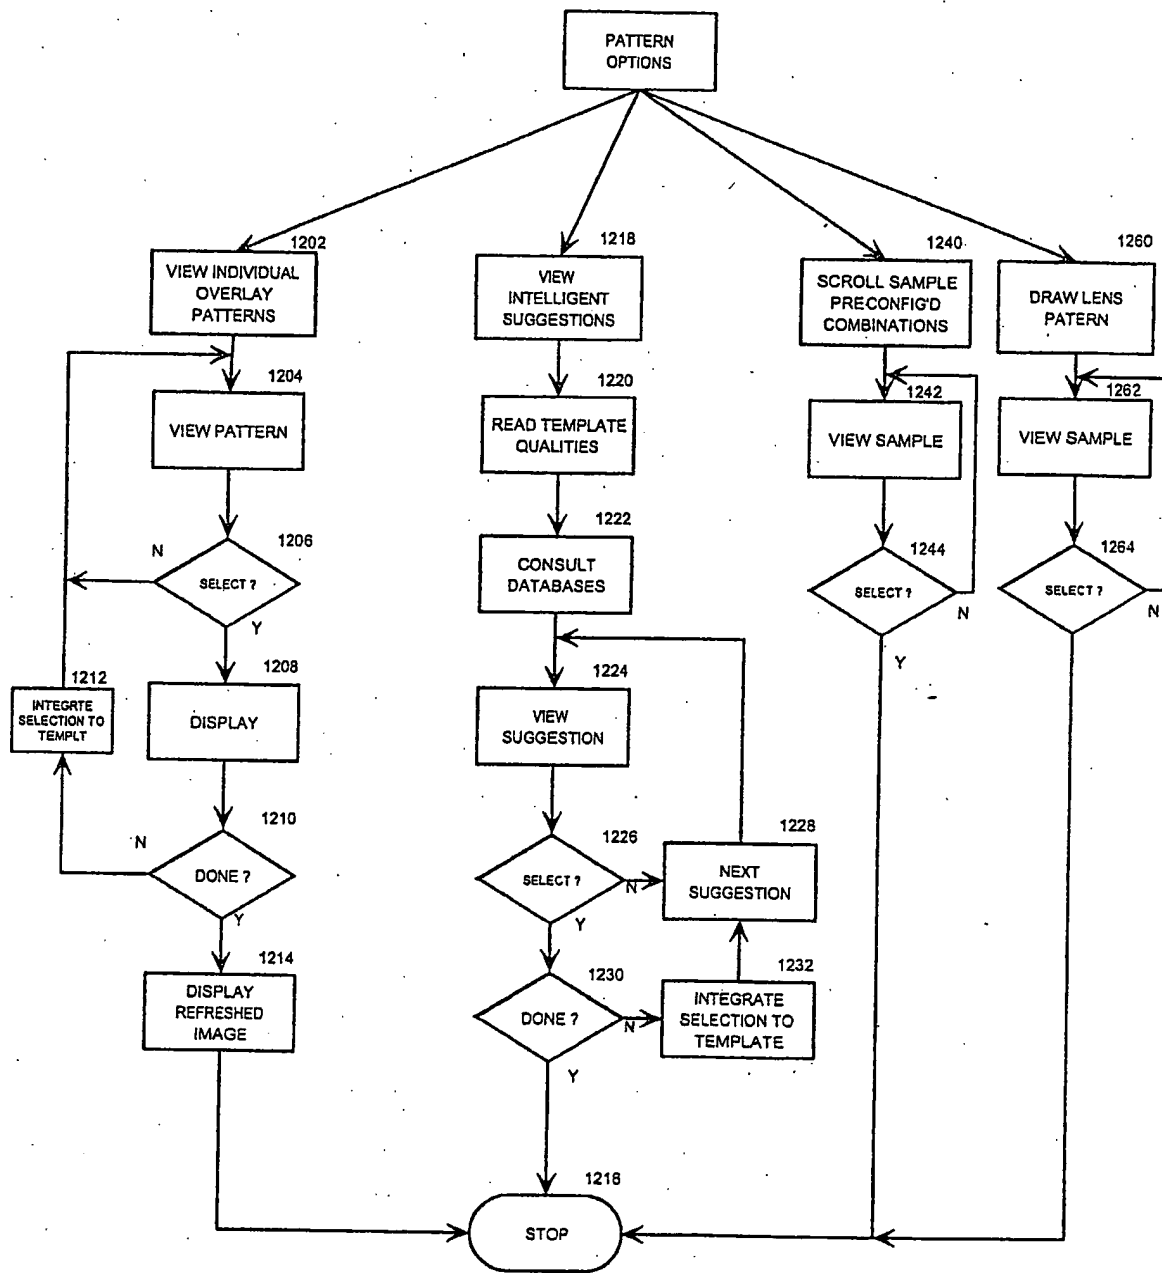 PATTERN
OPTIONS
1202
VIEW INDIVIDUAL
OVERLAY
PATTERNS
1204
VIEW PATTERN
1206
N
SELECT ?
Y
1208
DISPLAY
1212
INTEGRTE
SELECTION TO
TEMPLT
1210
N
DONE ?
Y
1214
DISPLAY
REFRESHED
IMAGE
1218
VIEW
INTELLIGENT
SUGGESTIONS
1220
READ TEMPLATE
QUALITIES
1222
CONSULT
DATABASES
1224
VIEW
SUGGESTION
1226
SELECT ?
N
Y
1228
NEXT
SUGGESTION
1230
DONE ?
N
Y
1232
INTEGRATE
SELECTION TO
TEMPLATE
1216
STOP
1240
SCROLL SAMPLE
PRECONFIG'D
COMBINATIONS
1242
VIEW SAMPLE
1244
SELECT ?
N
Y
1260
DRAW LENS
PATERN
1262
VIEW SAMPLE
1264
SELECT ?
N